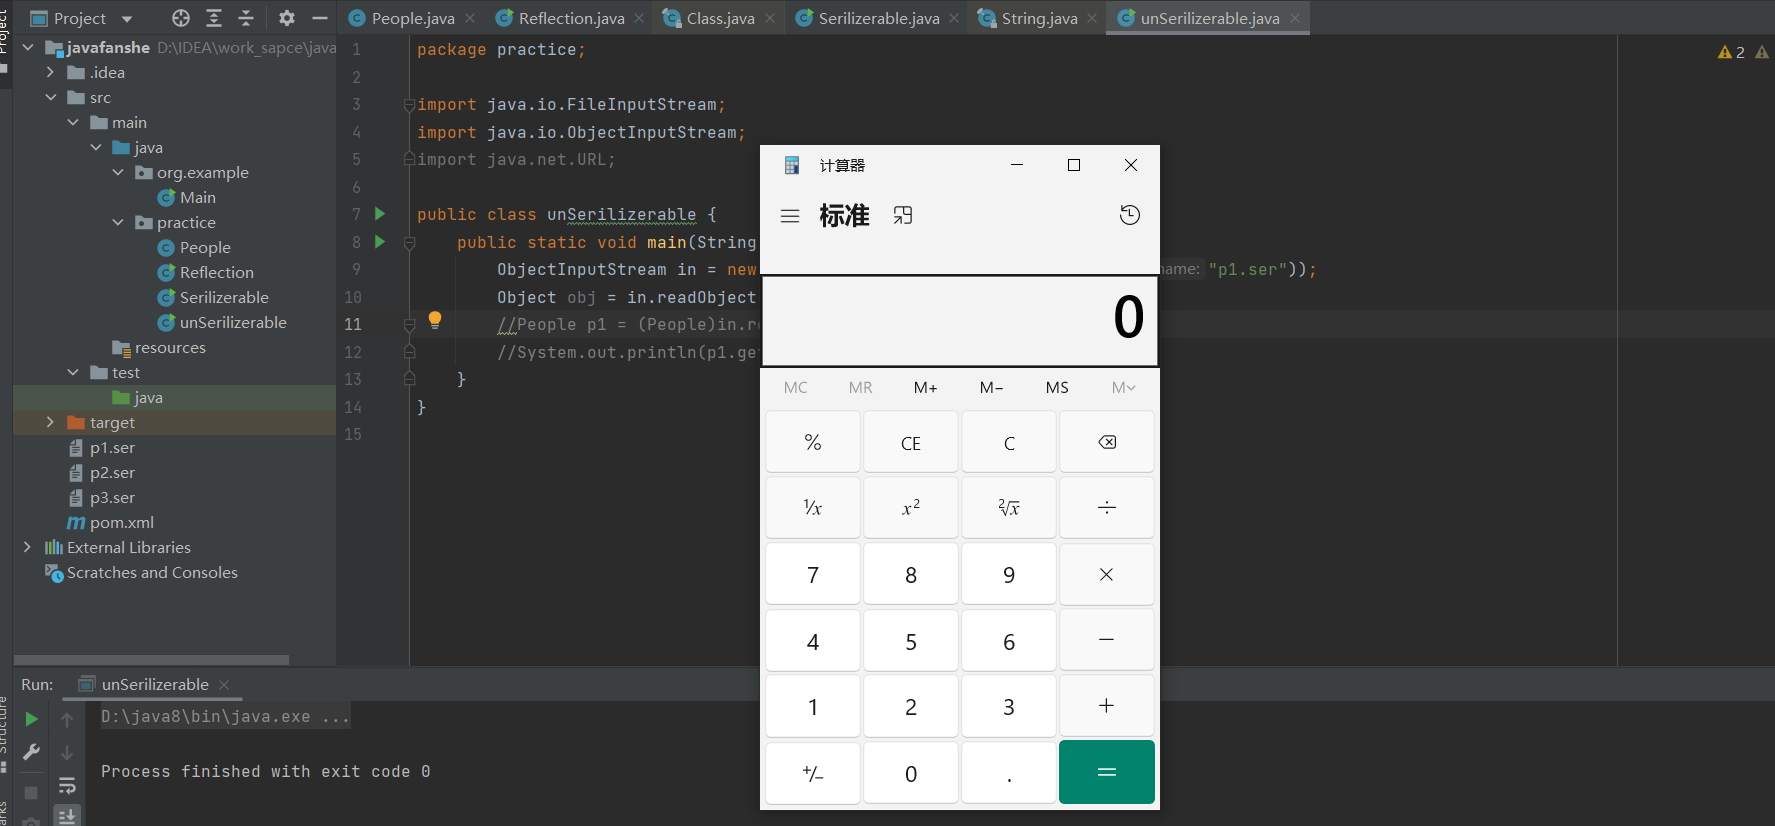 Project
People.java
Reflection.java
Class.java
Serilizerable.java
String.java
unSerilizerable.java
javafanshe D:\IDEA\work_sapce\java
.idea
src
main
java
org.example
Main
practice
People
Reflection
Serilizerable
unSerilizerable
resources
test
java
target
p1.ser
p2.ser
p3.ser
pom.xml
External Libraries
Scratches and Consoles
1 package practice;
2
3 import java.io.FileInputStream;
4 import java.io.ObjectInputStream;
5 import java.net.URL;
6
7 public class unSerilizerable {
8 public static void main(String
9 ObjectInputStream in = new name: "p1.ser"));
10 Object obj = in.readObject
11 //People p1 = (People)in.re
12 //System.out.println(p1.ge
13 }
14 }
15
2
计算器
标准
0
MC MR M+ M− MS M
% CE C
⅟x x² ²√x ÷
7 8 9 ×
4 5 6 −
1 2 3 +
+/− 0 . =
Run: unSerilizerable
D:\java8\bin\java.exe ...
Process finished with exit code 0
Project
Structure